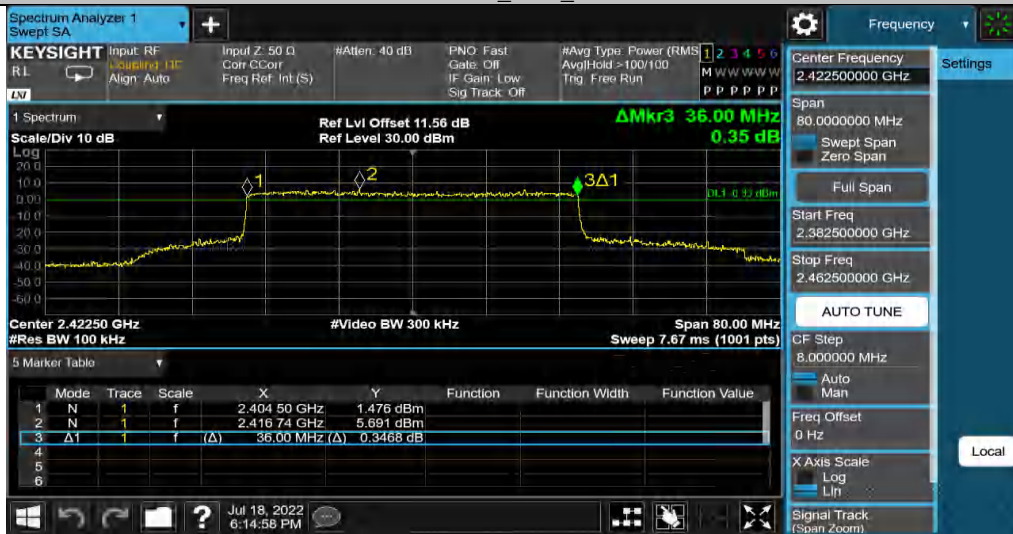 Spectrum Analyzer 1
Swept SA
+
Frequency
KEYSIGHT
RL
LXI
Input: RF
Coupling: DC
Align: Auto
Input Z: 50 Ω
Corr CCorr
Freq Ref: Int (S)
#Atten: 40 dB
PNO: Fast
Gate: Off
IF Gain: Low
Sig Track: Off
#Avg Type: Power (RMS
Avg|Hold >100/100
Trig: Free Run
1 2 3 4 5 6
M W W W W W
P P P P P P
1 Spectrum
Scale/Div 10 dB
Ref Lvl Offset 11.56 dB
Ref Level 30.00 dBm
ΔMkr3 36.00 MHz
0.35 dB
Log
20.0
10.0
0.00
-10.0
-20.0
-30.0
-40.0
-50.0
-60.0
1
2
3Δ1
DL1 -0.93 dBm
Center 2.42250 GHz
#Res BW 100 kHz
#Video BW 300 kHz
Span 80.00 MHz
Sweep 7.67 ms (1001 pts)
5 Marker Table
Mode Trace Scale X Y Function Function Width Function Value
1 N 1 f 2.404 50 GHz 1.476 dBm
2 N 1 f 2.416 74 GHz 5.691 dBm
3 Δ1 1 f (Δ) 36.00 MHz (Δ) 0.3468 dB
4
5
6
Jul 18, 2022
6:14:58 PM
Center Frequency
2.422500000 GHz
Span
80.0000000 MHz
Swept Span
Zero Span
Full Span
Start Freq
2.382500000 GHz
Stop Freq
2.462500000 GHz
AUTO TUNE
CF Step
8.000000 MHz
Auto
Man
Freq Offset
0 Hz
X Axis Scale
Log
Lin
Signal Track
(Span Zoom)
Settings
Local